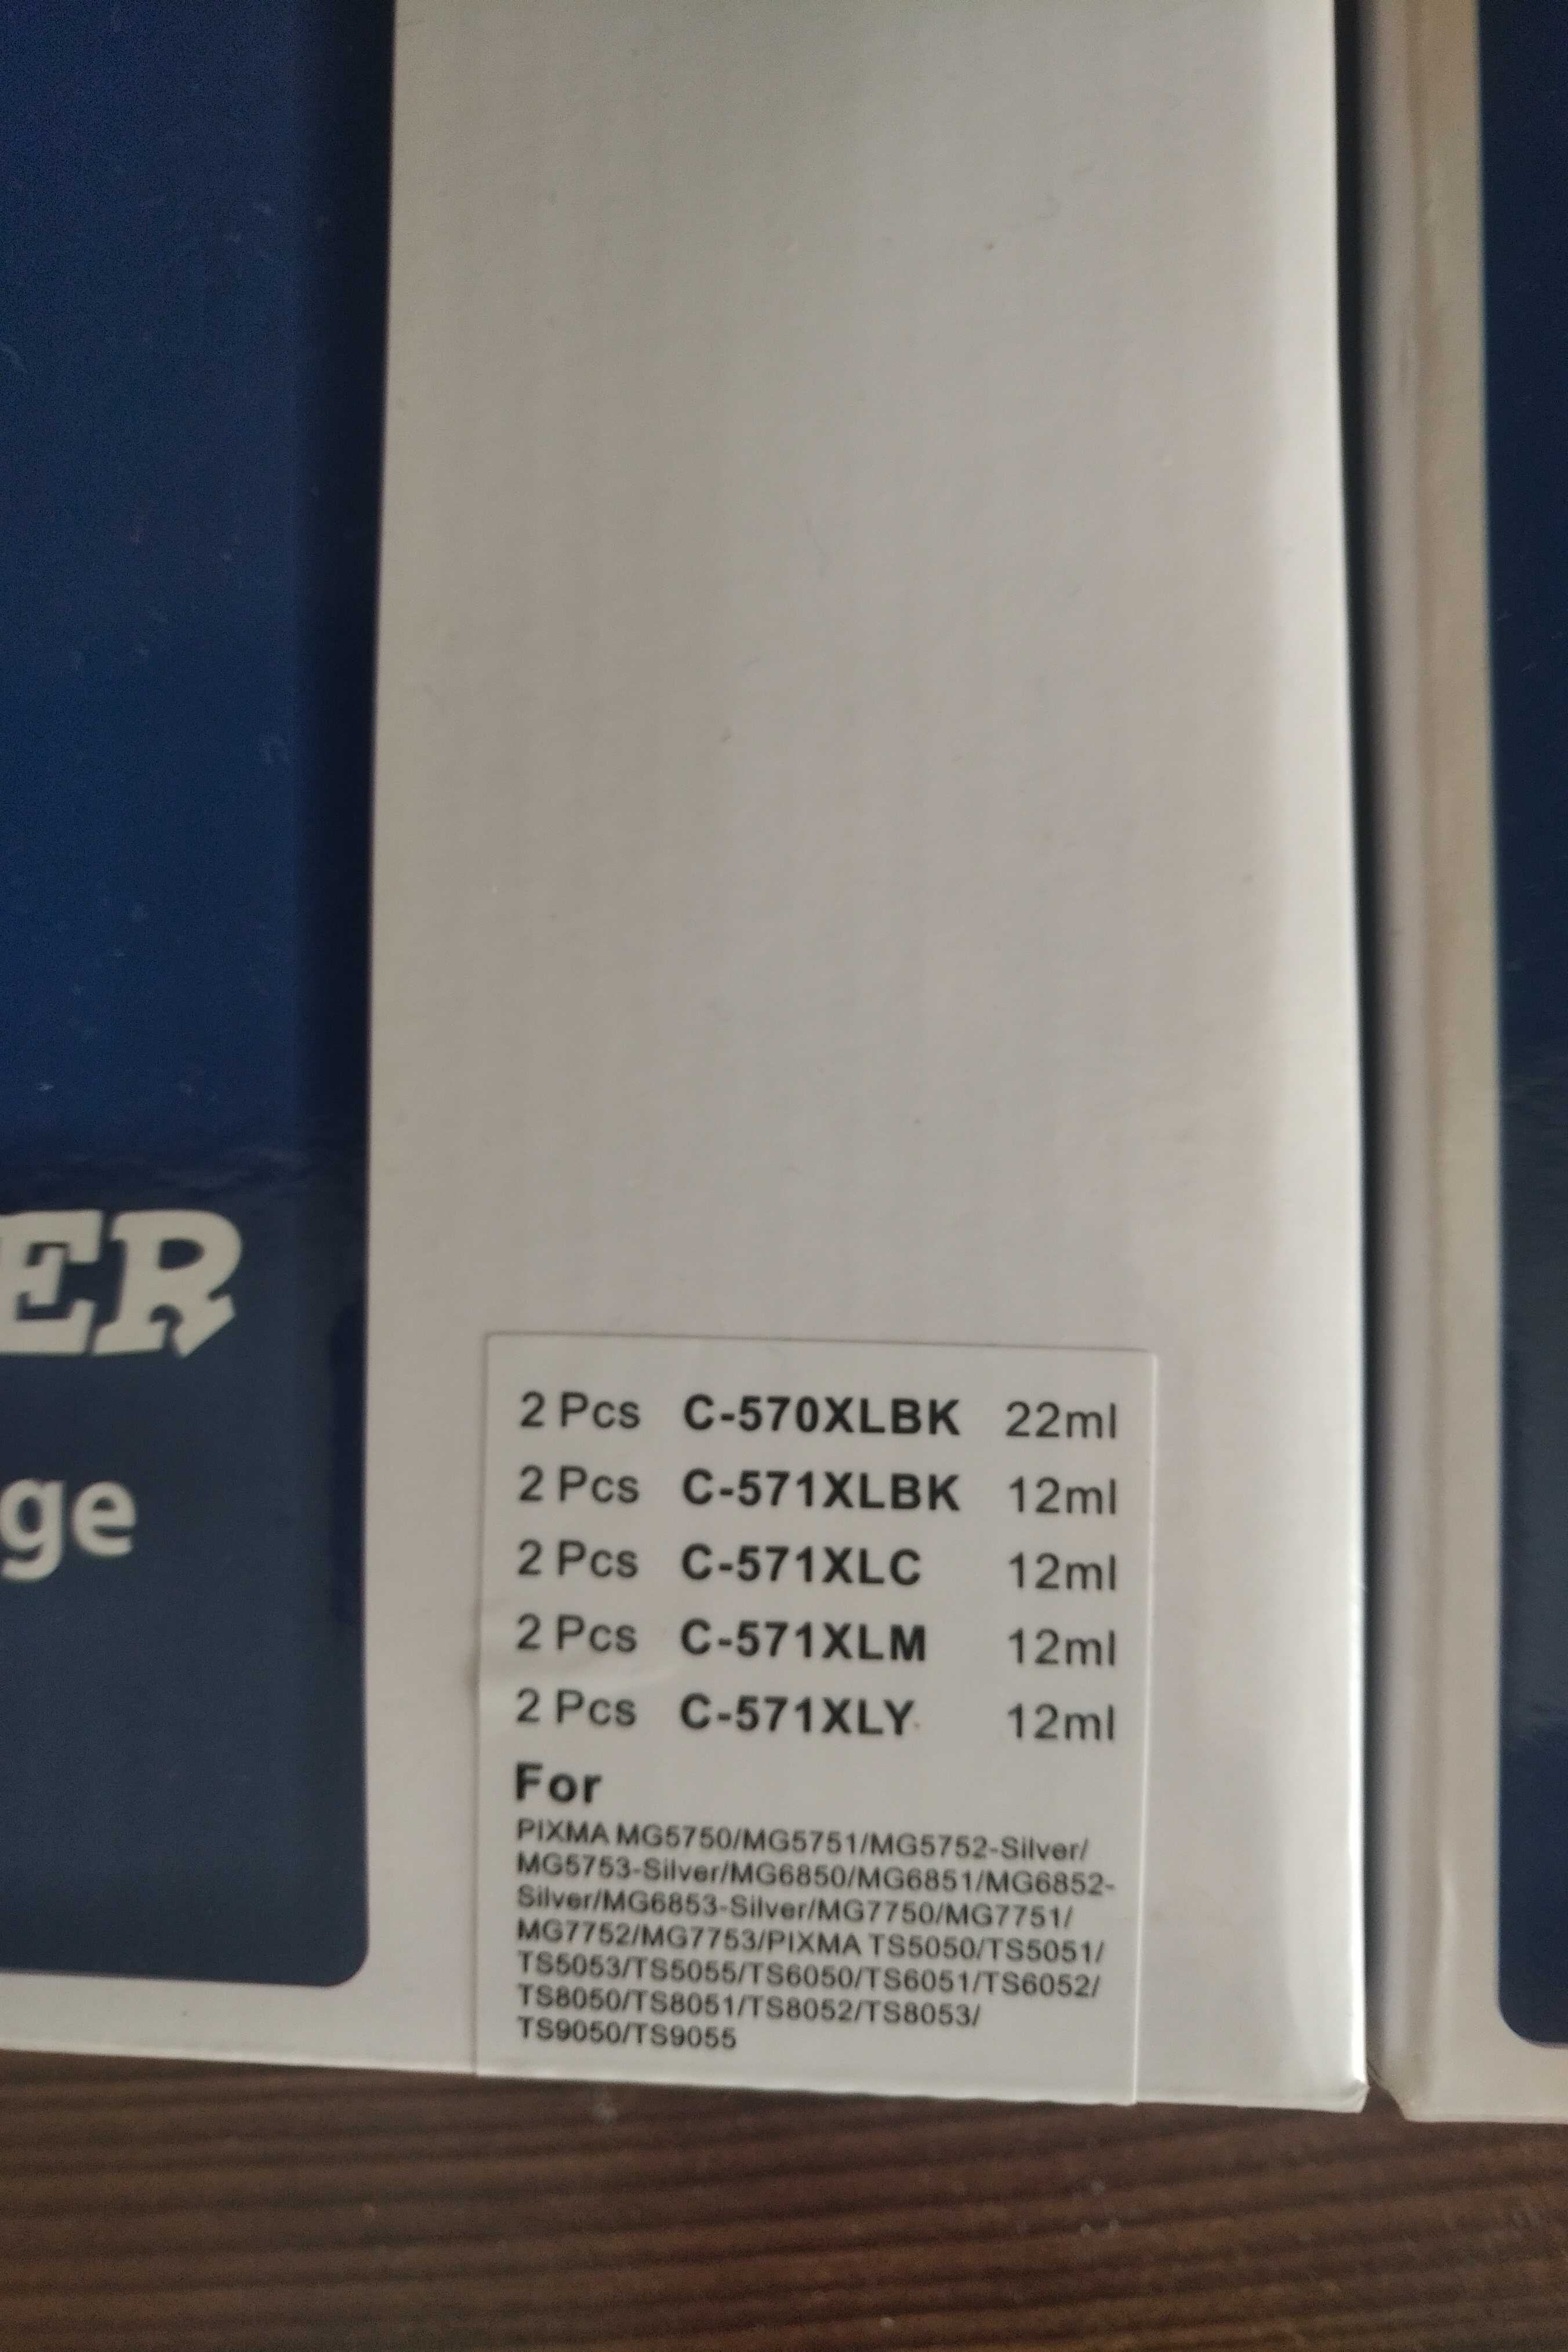 ER
ge
2 Pcs C-570XLBK 22ml
2 Pcs C-571XLBK 12ml
2 Pcs C-571XLC 12ml
2 Pcs C-571XLM 12ml
2 Pcs C-571XLY 12ml
For
PIXMA MG5750/MG5751/MG5752-Silver/
MG5753-Silver/MG6850/MG6851/MG6852-
Silver/MG6853-Silver/MG7750/MG7751/
MG7752/MG7753/PIXMA TS5050/TS5051/
TS5053/TS5055/TS6050/TS6051/TS6052/
TS8050/TS8051/TS8052/TS8053/
TS9050/TS9055